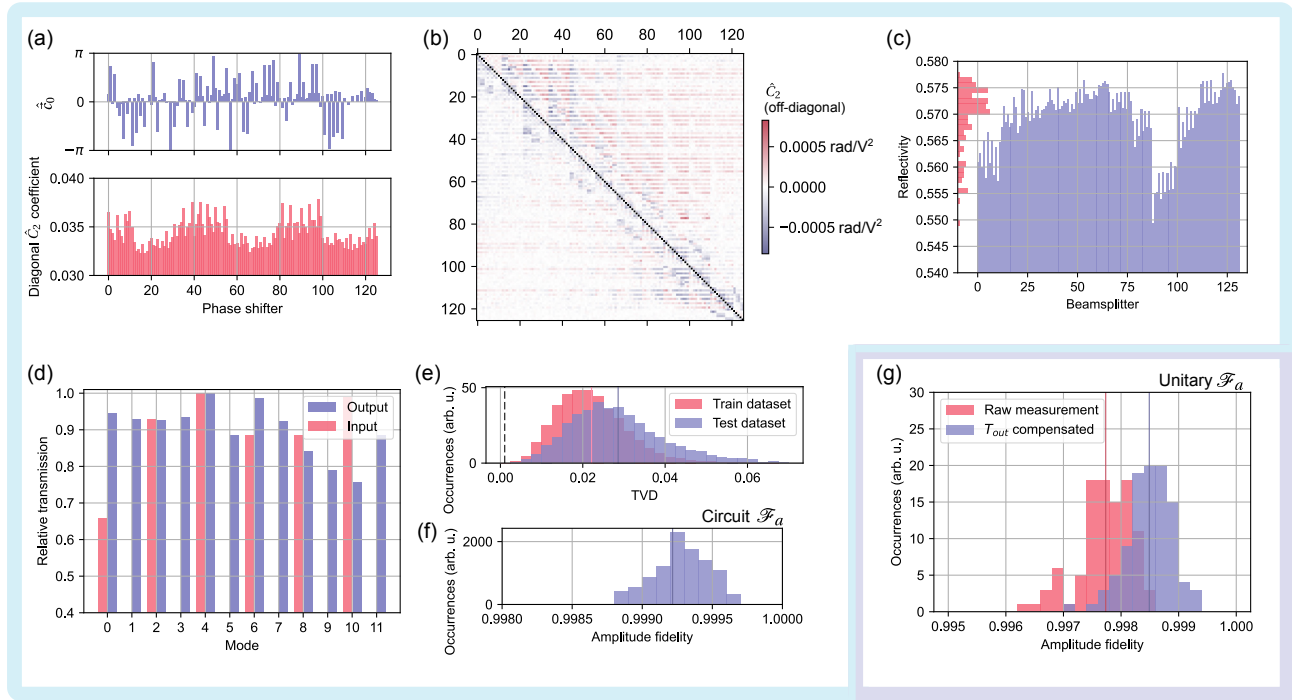 (a)
π
0
−π
ĉ₀
0.040
0.035
0.030
Diagonal Ĉ₂ coefficient
0 20 40 60 80 100 120
Phase shifter
(b)
0 20 40 60 80 100 120
0
20
40
60
80
100
120
Ĉ₂
(off-diagonal)
0.0005 rad/V²
0.0000
−0.0005 rad/V²
(c)
0.580
0.575
0.570
0.565
0.560
0.555
0.550
0.545
0.540
Reflectivity
0 25 50 75 100 125
Beamsplitter
(d)
1.0
0.9
0.8
0.7
0.6
0.5
0.4
Relative transmission
Output
Input
0 1 2 3 4 5 6 7 8 9 10 11
Mode
(e)
50
0
Occurrences (arb. u.)
Train dataset
Test dataset
0.00 0.02 0.04 0.06
TVD
(f)
Circuit ℱₐ
2000
0
Occurrences (arb. u.)
0.9980 0.9985 0.9990 0.9995 1.0000
Amplitude fidelity
(g)
Unitary ℱₐ
30
25
20
15
10
5
0
Occurrences (arb. u.)
Raw measurement
T_out compensated
0.995 0.996 0.997 0.998 0.999 1.000
Amplitude fidelity